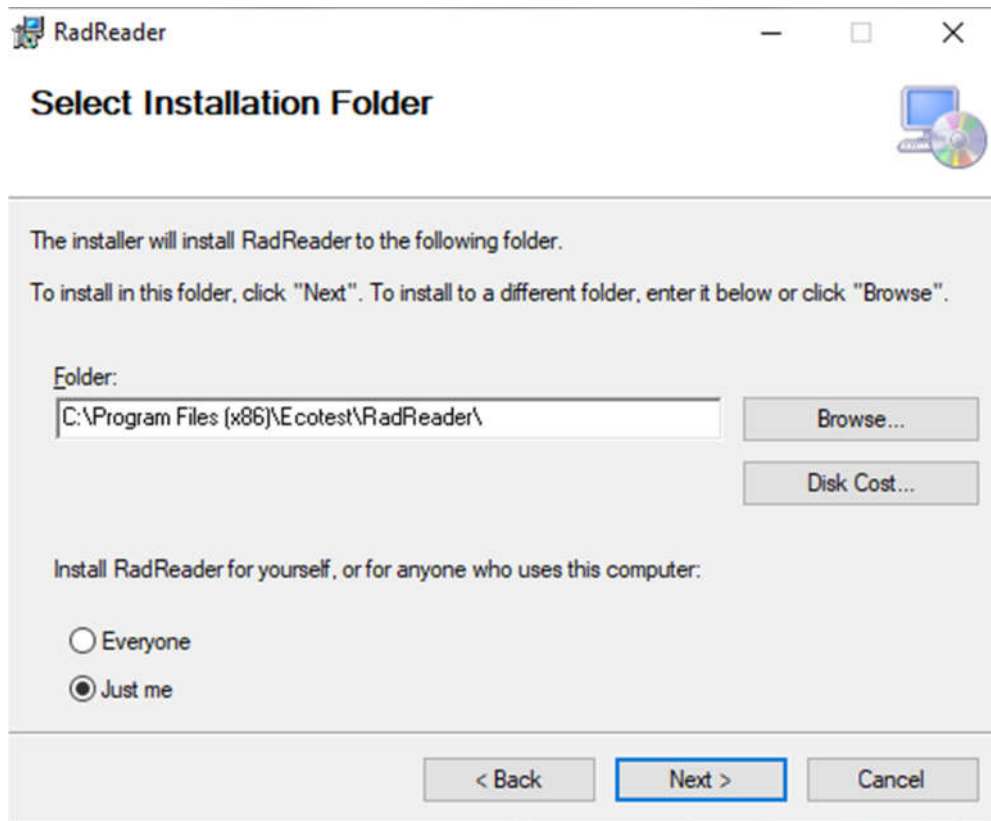 RadReader
Select Installation Folder
The installer will install RadReader to the following folder.
To install in this folder, click "Next". To install to a different folder, enter it below or click "Browse".
Folder:
C:\Program Files (x86)\Ecotest\RadReader\
Browse...
Disk Cost...
Install RadReader for yourself, or for anyone who uses this computer:
Everyone
Just me
< Back Next > Cancel